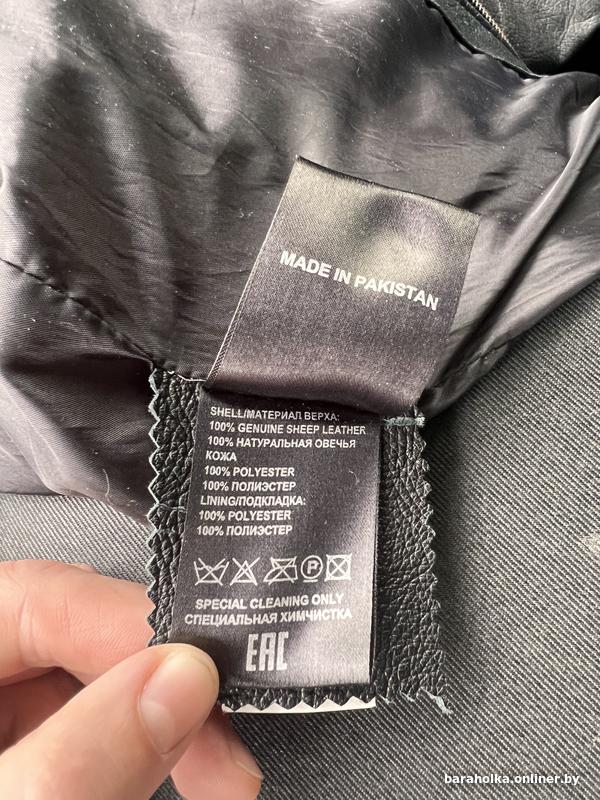 MADE IN PAKISTAN
SHELL/МАТЕРИАЛ ВЕРХА:
100% GENUINE SHEEP LEATHER
100% НАТУРАЛЬНАЯ ОВЕЧЬЯ
КОЖА
100% POLYESTER
100% ПОЛИЭСТЕР
LINING/ПОДКЛАДКА:
100% POLYESTER
100% ПОЛИЭСТЕР
P
SPECIAL CLEANING ONLY
СПЕЦИАЛЬНАЯ ХИМЧИСТКА
EAC
baraholka.onliner.by